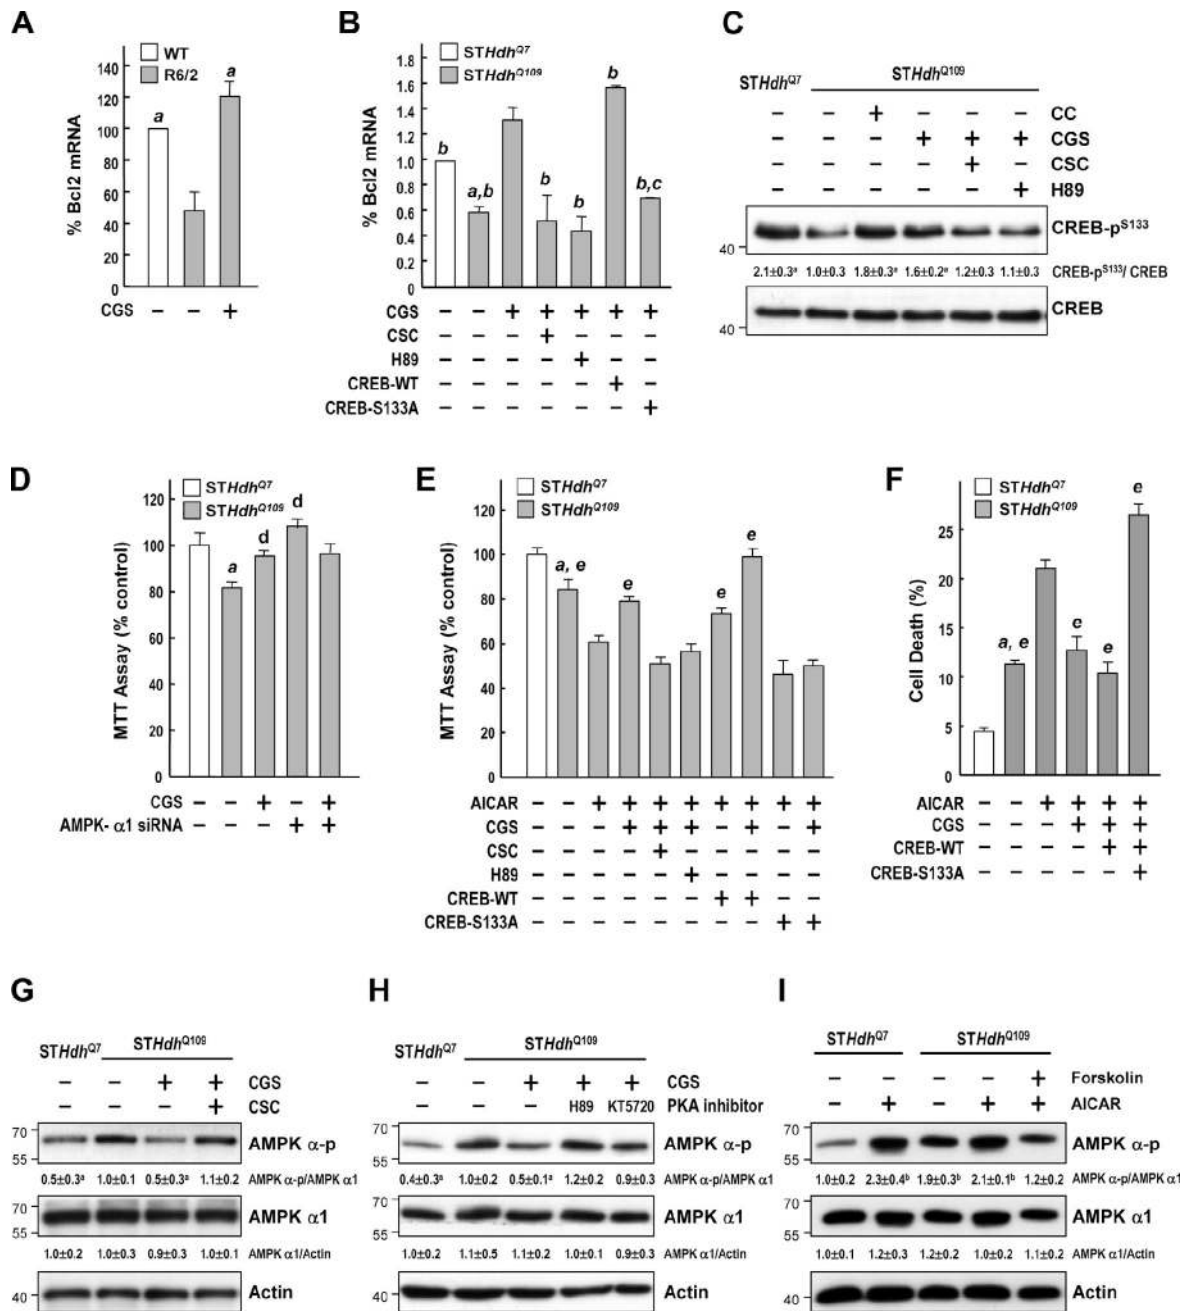 A
WT
R6/2
% Bcl2 mRNA
120
100
80
60
40
20
0
a
a
CGS − − +
B
STHdhQ7
STHdhQ109
% Bcl2 mRNA
1.8
1.6
1.4
1.2
1.0
0.8
0.6
0.4
0.2
0
b a,b b b b b,c
CGS − − + + + + +
CSC − − − + − − −
H89 − − − − + − −
CREB-WT − − − − − + −
CREB-S133A − − − − − − +
C
STHdhQ7 STHdhQ109
− − + − − − CC
− − − + + + CGS
− − − − + − CSC
− − − − − + H89
40 CREB-pS133
2.1±0.3a 1.0±0.3 1.8±0.3a 1.6±0.2a 1.2±0.3 1.1±0.3 CREB-pS133/ CREB
40 CREB
D
STHdhQ7
STHdhQ109
MTT Assay (% control)
120
100
80
60
40
20
0
a d d
CGS − − + − +
AMPK- α1 siRNA − − − + +
E
STHdhQ7
STHdhQ109
MTT Assay (% control)
120
100
80
60
40
20
0
a, e e e e
AICAR − − + + + + + + + +
CGS − − − + + + − + − +
CSC − − − − + − − − − −
H89 − − − − − + − − − −
CREB-WT − − − − − − + + − −
CREB-S133A − − − − − − − − + +
F
STHdhQ7
STHdhQ109
Cell Death (%)
25
20
15
10
5
0
a, e e e e
AICAR − − + + + +
CGS − − − + + +
CREB-WT − − − − + −
CREB-S133A − − − − − +
G
STHdhQ7 STHdhQ109
− − + + CGS
− − − + CSC
70
55
AMPK α-p
0.5±0.3a 1.0±0.1 0.5±0.3a 1.1±0.2 AMPK α-p/AMPK α1
70
55
AMPK α1
1.0±0.2 1.0±0.3 0.9±0.3 1.0±0.1 AMPK α1/Actin
40 Actin
H
STHdhQ7 STHdhQ109
− − + + + CGS
− − − H89 KT5720 PKA inhibitor
70
55
AMPK α-p
0.4±0.3a 1.0±0.2 0.5±0.1a 1.2±0.2 0.9±0.3 AMPK α-p/AMPK α1
70
55
AMPK α1
1.0±0.2 1.1±0.5 1.1±0.2 1.0±0.1 0.9±0.3 AMPK α1/Actin
40 Actin
I
STHdhQ7 STHdhQ109
− − − − + Forskolin
− + − + + AICAR
70
55
AMPK α-p
1.0±0.2 2.3±0.4b 1.9±0.3b 2.1±0.1b 1.2±0.2 AMPK α-p/AMPK α1
70
55
AMPK α1
1.0±0.1 1.2±0.3 1.2±0.2 1.0±0.2 1.1±0.2 AMPK α1/Actin
40 Actin